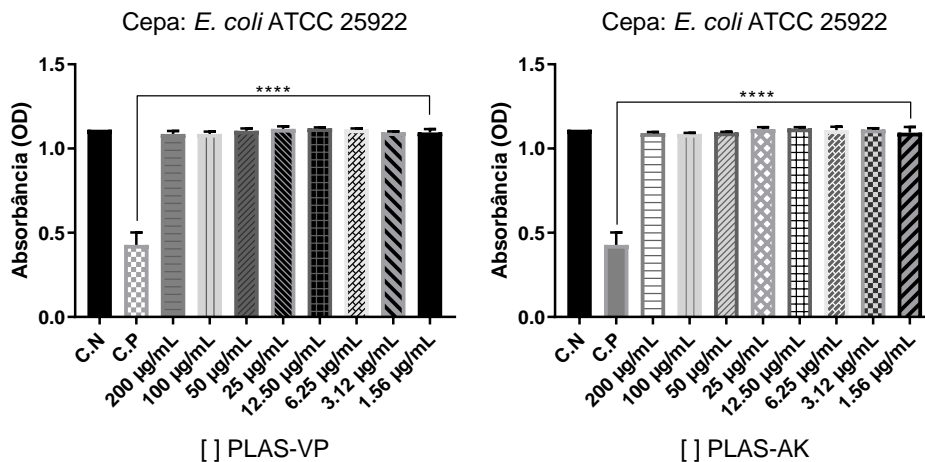 Cepa: E. coli ATCC 25922
Absorbância (OD)
1.5
1.0
0.5
0.0
****
C.N
C.P
200 µg/mL
100 µg/mL
50 µg/mL
25 µg/mL
12.50 µg/mL
6.25 µg/mL
3.12 µg/mL
1.56 µg/mL
[ ] PLAS-VP
Cepa: E. coli ATCC 25922
Absorbância (OD)
1.5
1.0
0.5
0.0
****
C.N
C.P
200 µg/mL
100 µg/mL
50 µg/mL
25 µg/mL
12.50 µg/mL
6.25 µg/mL
3.12 µg/mL
1.56 µg/mL
[ ] PLAS-AK